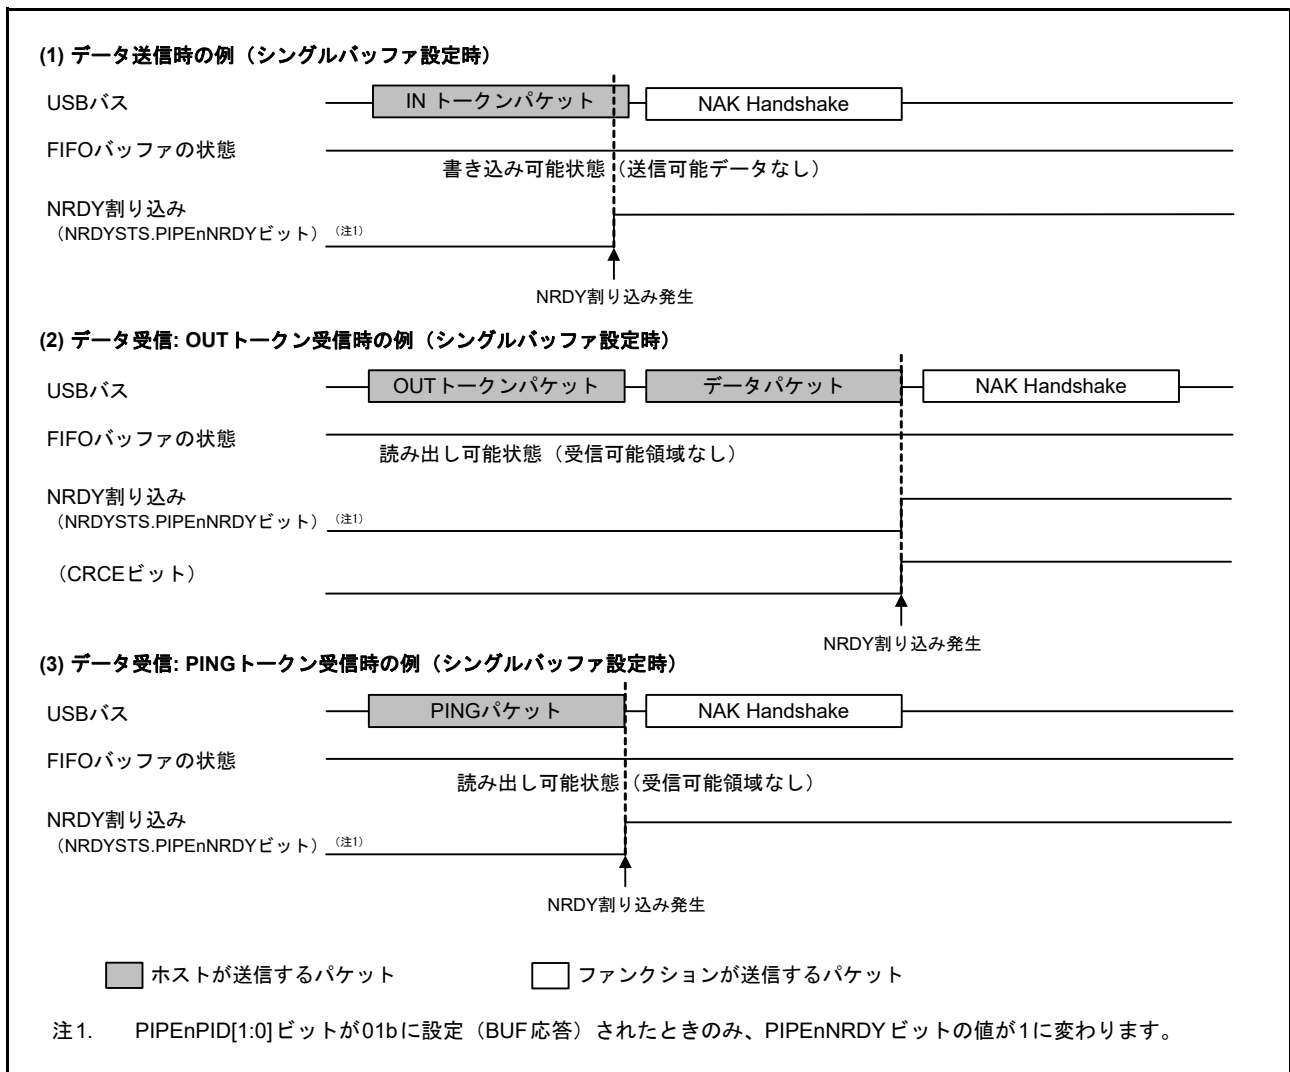 (1) データ送信時の例（シングルバッファ設定時）
USBバス
IN トークンパケット
NAK Handshake
FIFOバッファの状態
書き込み可能状態（送信可能データなし）
NRDY割り込み
（NRDYSTS.PIPEnNRDYビット）（注1）
NRDY割り込み発生
(2) データ受信: OUTトークン受信時の例（シングルバッファ設定時）
USBバス
OUTトークンパケット
データパケット
NAK Handshake
FIFOバッファの状態
読み出し可能状態（受信可能領域なし）
NRDY割り込み
（NRDYSTS.PIPEnNRDYビット）（注1）
（CRCEビット）
NRDY割り込み発生
(3) データ受信: PINGトークン受信時の例（シングルバッファ設定時）
USBバス
PINGパケット
NAK Handshake
FIFOバッファの状態
読み出し可能状態（受信可能領域なし）
NRDY割り込み
（NRDYSTS.PIPEnNRDYビット）（注1）
NRDY割り込み発生
ホストが送信するパケット
ファンクションが送信するパケット
注1. PIPEnPID[1:0]ビットが01bに設定（BUF応答）されたときのみ、PIPEnNRDYビットの値が1に変わります。